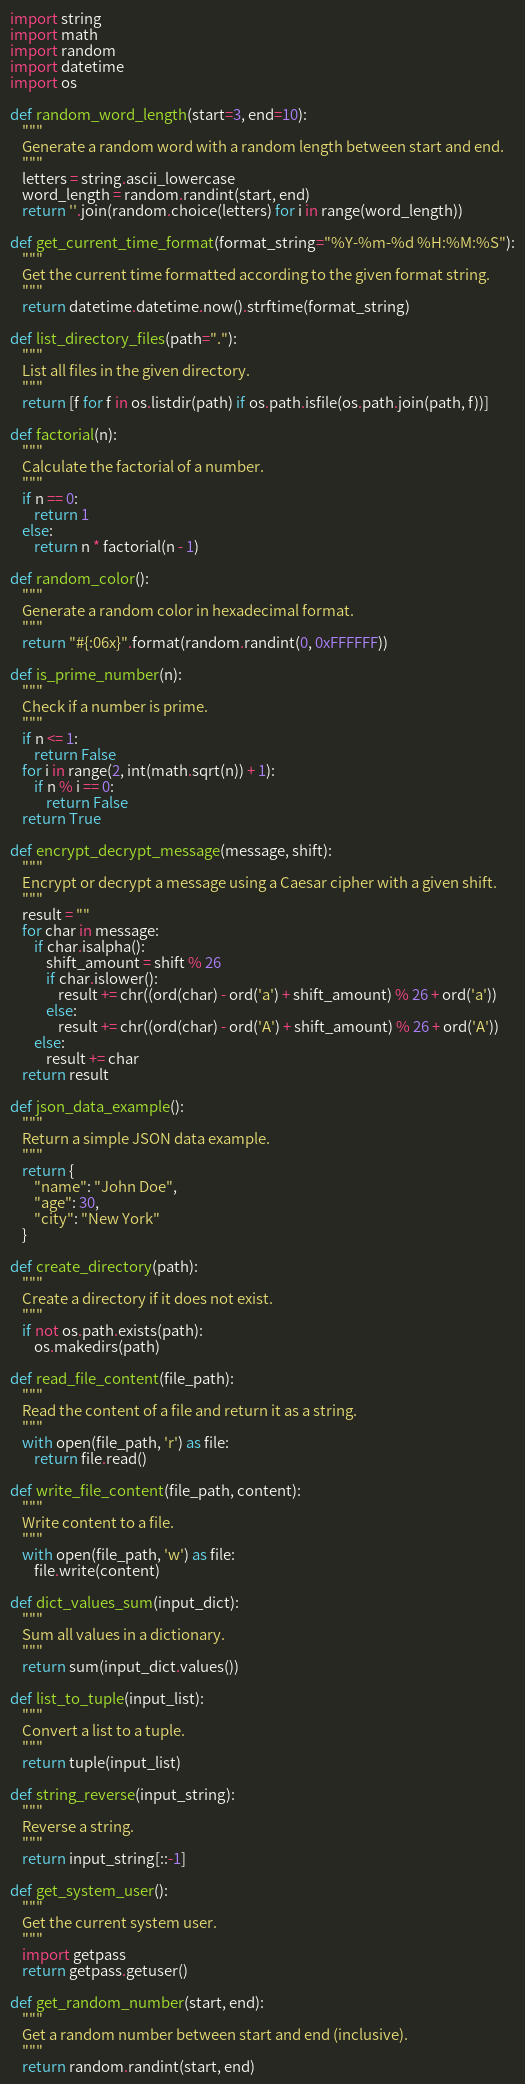 import string
import math
import random
import datetime
import os

def random_word_length(start=3, end=10):
    """
    Generate a random word with a random length between start and end.
    """
    letters = string.ascii_lowercase
    word_length = random.randint(start, end)
    return ''.join(random.choice(letters) for i in range(word_length))

def get_current_time_format(format_string="%Y-%m-%d %H:%M:%S"):
    """
    Get the current time formatted according to the given format string.
    """
    return datetime.datetime.now().strftime(format_string)

def list_directory_files(path="."):
    """
    List all files in the given directory.
    """
    return [f for f in os.listdir(path) if os.path.isfile(os.path.join(path, f))]

def factorial(n):
    """
    Calculate the factorial of a number.
    """
    if n == 0:
        return 1
    else:
        return n * factorial(n - 1)

def random_color():
    """
    Generate a random color in hexadecimal format.
    """
    return "#{:06x}".format(random.randint(0, 0xFFFFFF))

def is_prime_number(n):
    """
    Check if a number is prime.
    """
    if n <= 1:
        return False
    for i in range(2, int(math.sqrt(n)) + 1):
        if n % i == 0:
            return False
    return True

def encrypt_decrypt_message(message, shift):
    """
    Encrypt or decrypt a message using a Caesar cipher with a given shift.
    """
    result = ""
    for char in message:
        if char.isalpha():
            shift_amount = shift % 26
            if char.islower():
                result += chr((ord(char) - ord('a') + shift_amount) % 26 + ord('a'))
            else:
                result += chr((ord(char) - ord('A') + shift_amount) % 26 + ord('A'))
        else:
            result += char
    return result

def json_data_example():
    """
    Return a simple JSON data example.
    """
    return {
        "name": "John Doe",
        "age": 30,
        "city": "New York"
    }

def create_directory(path):
    """
    Create a directory if it does not exist.
    """
    if not os.path.exists(path):
        os.makedirs(path)

def read_file_content(file_path):
    """
    Read the content of a file and return it as a string.
    """
    with open(file_path, 'r') as file:
        return file.read()

def write_file_content(file_path, content):
    """
    Write content to a file.
    """
    with open(file_path, 'w') as file:
        file.write(content)

def dict_values_sum(input_dict):
    """
    Sum all values in a dictionary.
    """
    return sum(input_dict.values())

def list_to_tuple(input_list):
    """
    Convert a list to a tuple.
    """
    return tuple(input_list)

def string_reverse(input_string):
    """
    Reverse a string.
    """
    return input_string[::-1]

def get_system_user():
    """
    Get the current system user.
    """
    import getpass
    return getpass.getuser()

def get_random_number(start, end):
    """
    Get a random number between start and end (inclusive).
    """
    return random.randint(start, end)